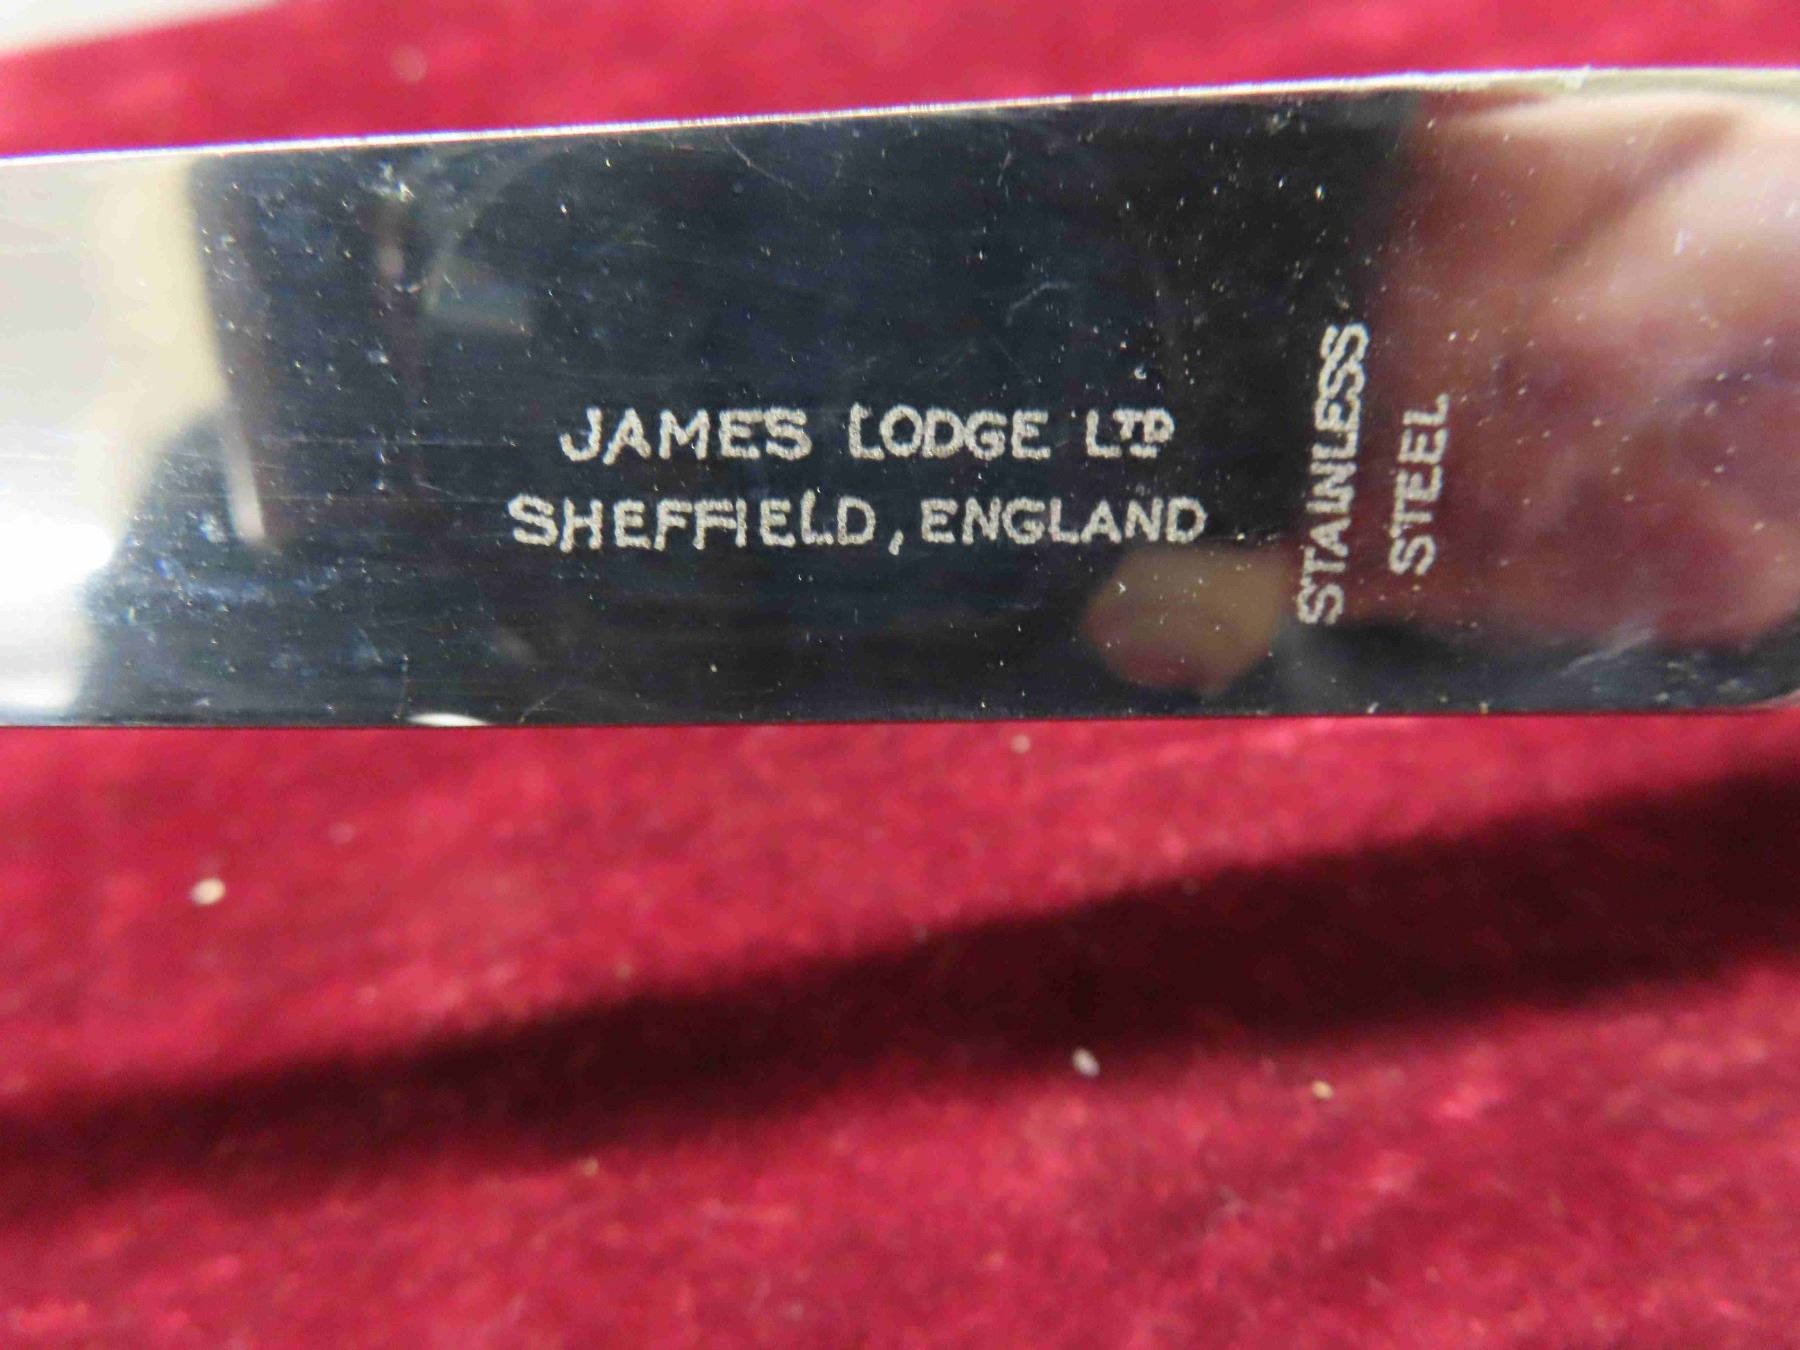 JAMES LODGE LTD
SHEFFIELD, ENGLAND
STAINLESS
STEEL